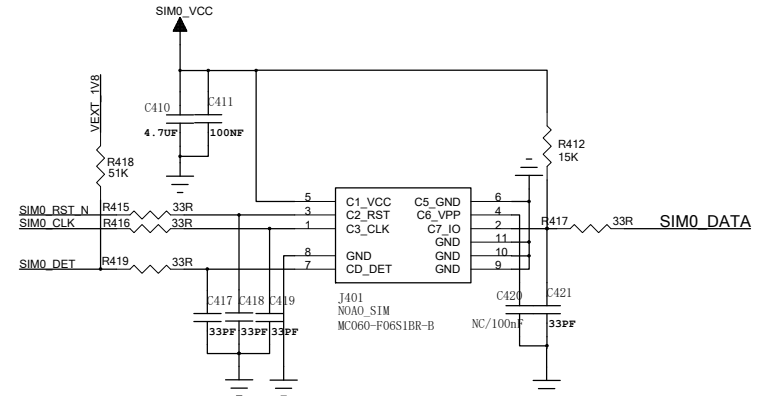 SIM0_VCC
VEXT_1V8
C410
C411
4.7UF
100NF
R418
51K
R412
15K
5
C1_VCC
C5_GND
6
SIM0_RST_N
R415
33R
3
C2_RST
C6_VPP
4
SIM0_CLK
R416
33R
1
C3_CLK
C7_IO
2
R417
33R
SIM0_DATA
GND
11
8
GND
GND
10
SIM0_DET
R419
33R
7
CD_DET
GND
9
J401
NOAO_SIM
MC060-F06S1BR-B
C417
C418
C419
33PF
33PF
33PF
C420
C421
NC/100nF
33PF